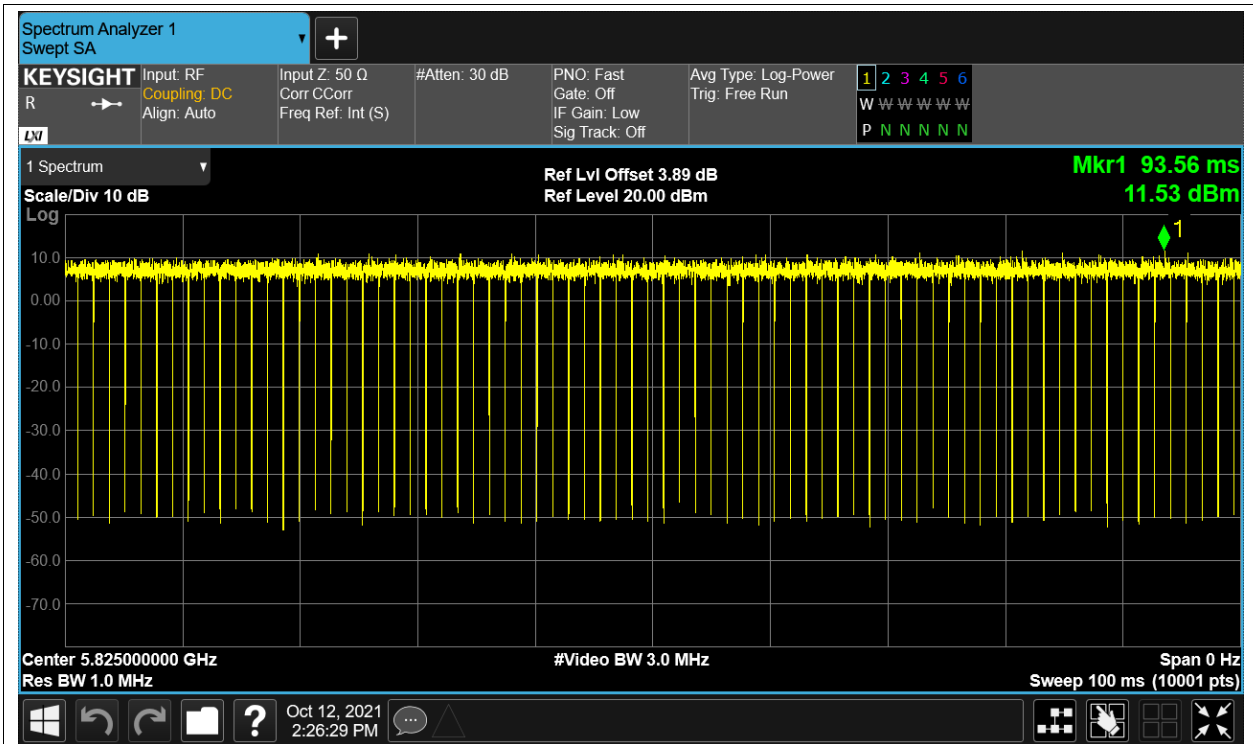 Spectrum Analyzer 1
Swept SA
KEYSIGHT
R
LXI
Input: RF
Coupling: DC
Align: Auto
Input Z: 50 Ω
Corr CCorr
Freq Ref: Int (S)
#Atten: 30 dB
PNO: Fast
Gate: Off
IF Gain: Low
Sig Track: Off
Avg Type: Log-Power
Trig: Free Run
1 2 3 4 5 6
W W W W W W
P N N N N N
1 Spectrum
Scale/Div 10 dB
Ref Lvl Offset 3.89 dB
Ref Level 20.00 dBm
Mkr1 93.56 ms
11.53 dBm
Log
1
10.0
0.00
-10.0
-20.0
-30.0
-40.0
-50.0
-60.0
-70.0
Center 5.825000000 GHz
Res BW 1.0 MHz
#Video BW 3.0 MHz
Span 0 Hz
Sweep 100 ms (10001 pts)
?
Oct 12, 2021
2:26:29 PM